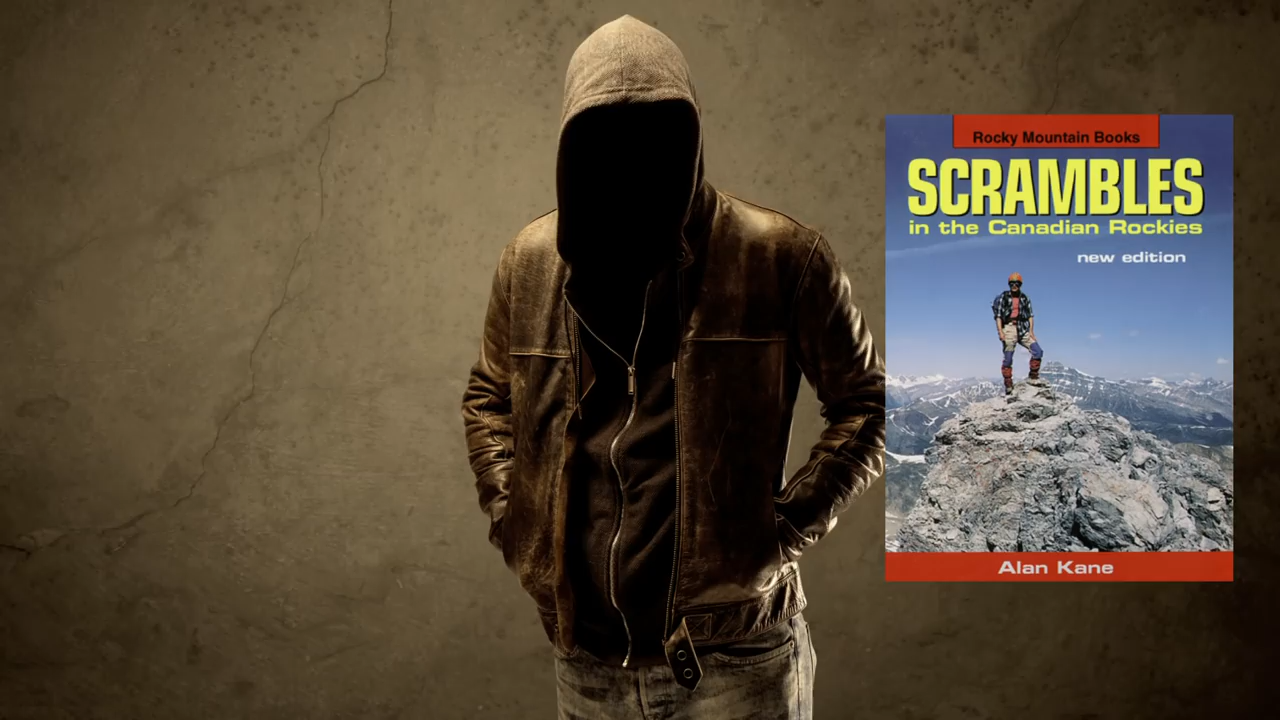 Rocky Mountain Books
SCRAMBLES
in the Canadian Rockies
new edition
Alan Kane